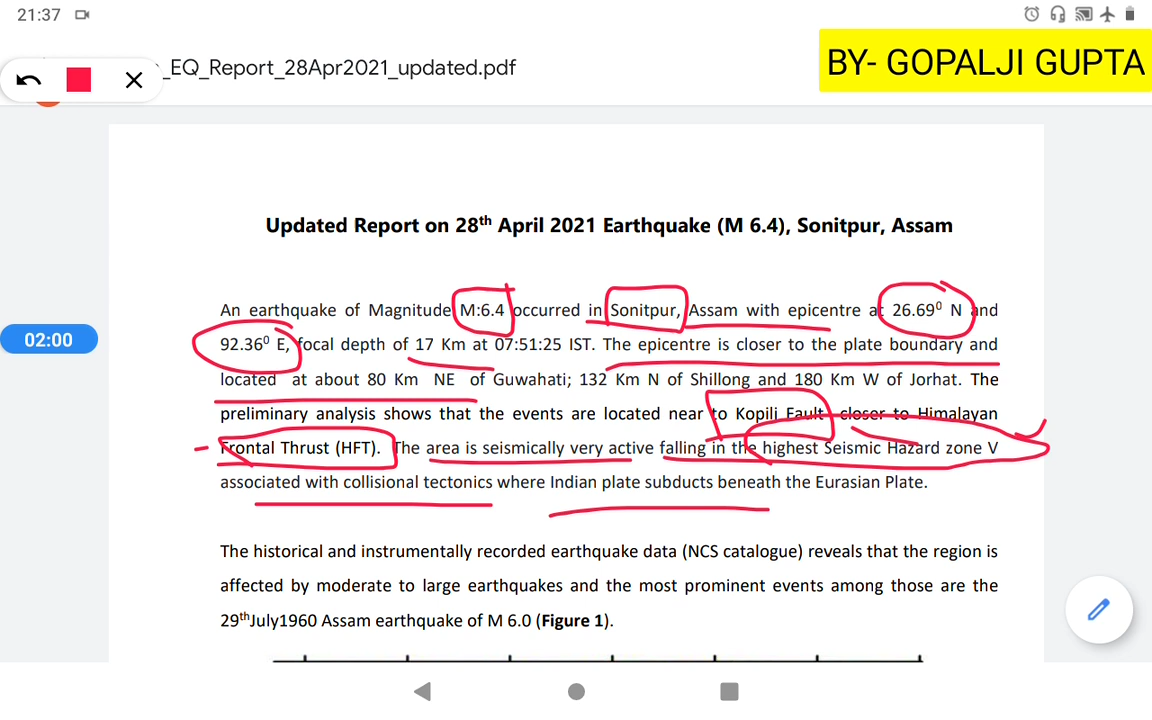 21:37
_EQ_Report_28Apr2021_updated.pdf
BY- GOPALJI GUPTA
02:00
Updated Report on 28th April 2021 Earthquake (M 6.4), Sonitpur, Assam
An earthquake of Magnitude M:6.4 occurred in Sonitpur, Assam with epicentre at 26.69⁰ N and
92.36⁰ E, focal depth of 17 Km at 07:51:25 IST. The epicentre is closer to the plate boundary and
located at about 80 Km NE of Guwahati; 132 Km N of Shillong and 180 Km W of Jorhat. The
preliminary analysis shows that the events are located near to Kopili Fault closer to Himalayan
Frontal Thrust (HFT). The area is seismically very active falling in the highest Seismic Hazard zone V
associated with collisional tectonics where Indian plate subducts beneath the Eurasian Plate.
The historical and instrumentally recorded earthquake data (NCS catalogue) reveals that the region is
affected by moderate to large earthquakes and the most prominent events among those are the
29thJuly1960 Assam earthquake of M 6.0 (Figure 1).